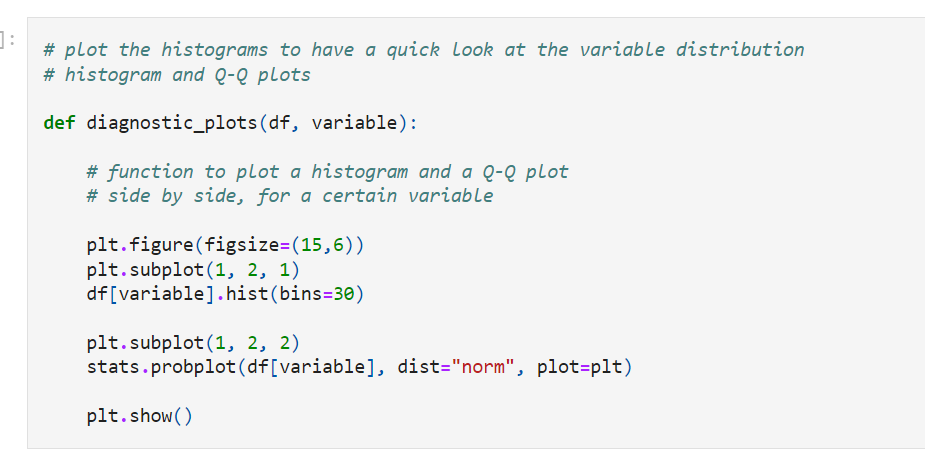 ]:
# plot the histograms to have a quick look at the variable distribution
# histogram and Q-Q plots
def diagnostic_plots(df, variable):
# function to plot a histogram and a Q-Q plot
# side by side, for a certain variable
plt.figure(figsize=(15,6))
plt.subplot(1, 2, 1)
df[variable].hist(bins=30)
plt.subplot(1, 2, 2)
stats.probplot(df[variable], dist="norm", plot=plt)
plt.show()